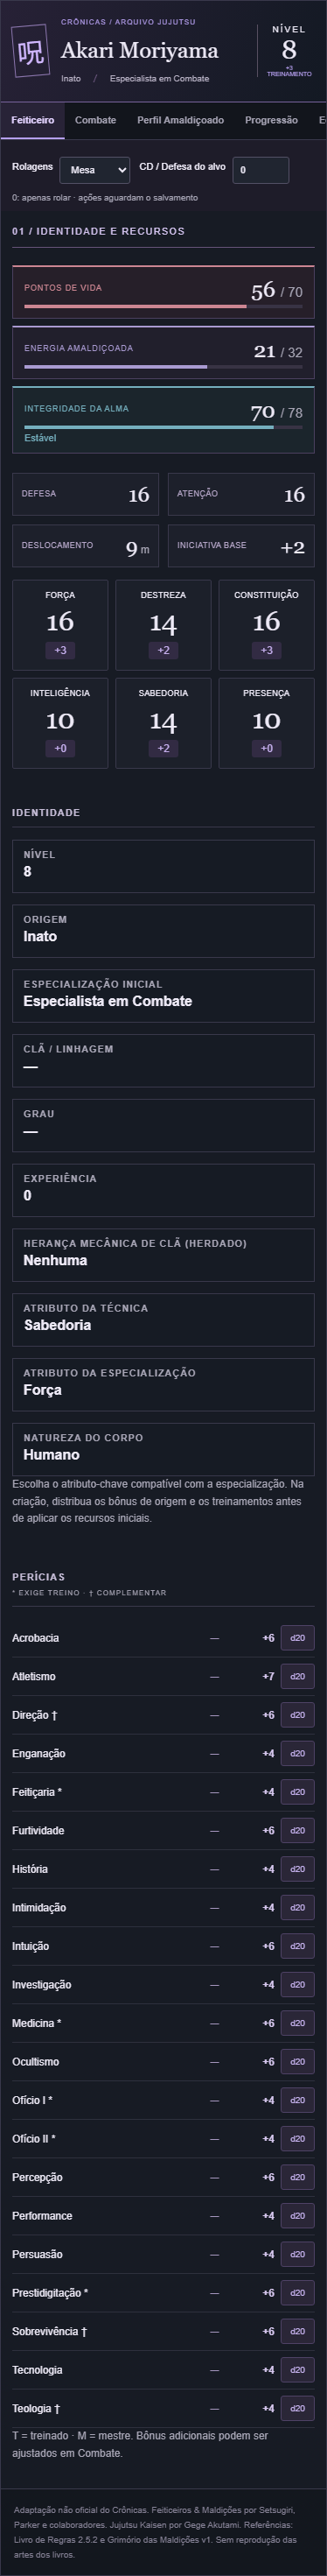 呪
CRÔNICAS / ARQUIVO JUJUTSU
Akari Moriyama
Inato / Especialista em Combate
NÍVEL
8
+3
TREINAMENTO
Feiticeiro Combate Perfil Amaldiçoado Progressão E
Rolagens Mesa CD / Defesa do alvo 0
0: apenas rolar · ações aguardam o salvamento
01 / IDENTIDADE E RECURSOS
PONTOS DE VIDA 56 / 70
ENERGIA AMALDIÇOADA 21 / 32
INTEGRIDADE DA ALMA 70 / 78
Estável
DEFESA 16 ATENÇÃO 16
DESLOCAMENTO 9 m INICIATIVA BASE +2
FORÇA DESTREZA CONSTITUIÇÃO
16 14 16
+3 +2 +3
INTELIGÊNCIA SABEDORIA PRESENÇA
10 14 10
+0 +2 +0
IDENTIDADE
NÍVEL
8
ORIGEM
Inato
ESPECIALIZAÇÃO INICIAL
Especialista em Combate
CLÃ / LINHAGEM
—
GRAU
—
EXPERIÊNCIA
0
HERANÇA MECÂNICA DE CLÃ (HERDADO)
Nenhuma
ATRIBUTO DA TÉCNICA
Sabedoria
ATRIBUTO DA ESPECIALIZAÇÃO
Força
NATUREZA DO CORPO
Humano
Escolha o atributo-chave compatível com a especialização. Na
criação, distribua os bônus de origem e os treinamentos antes
de aplicar os recursos iniciais.
PERÍCIAS
* EXIGE TREINO · † COMPLEMENTAR
Acrobacia — +6 d20
Atletismo — +7 d20
Direção † — +6 d20
Enganação — +4 d20
Feitiçaria * — +4 d20
Furtividade — +6 d20
História — +4 d20
Intimidação — +4 d20
Intuição — +6 d20
Investigação — +4 d20
Medicina * — +6 d20
Ocultismo — +6 d20
Ofício I * — +4 d20
Ofício II * — +4 d20
Percepção — +6 d20
Performance — +4 d20
Persuasão — +4 d20
Prestidigitação * — +6 d20
Sobrevivência † — +6 d20
Tecnologia — +4 d20
Teologia † — +4 d20
T = treinado · M = mestre. Bônus adicionais podem ser
ajustados em Combate.
Adaptação não oficial do Crônicas. Feiticeiros & Maldições por Setsugiri,
Parker e colaboradores. Jujutsu Kaisen por Gege Akutami. Referências:
Livro de Regras 2.5.2 e Grimório das Maldições v1. Sem reprodução das
artes dos livros.